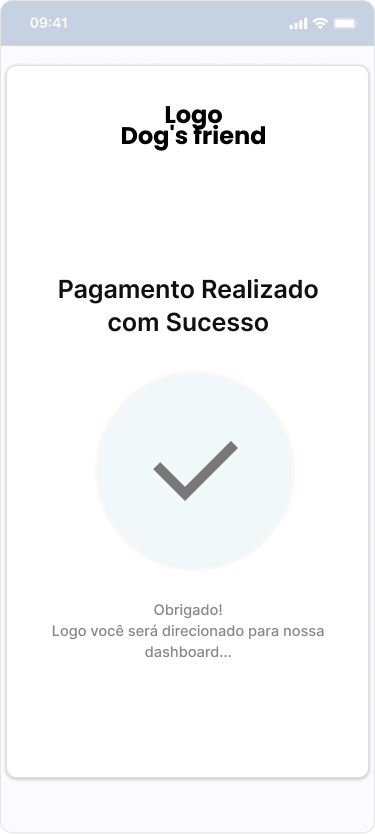 09:41
Logo
Dog's friend
Pagamento Realizado
com Sucesso
Obrigado!
Logo você será direcionado para nossa
dashboard...